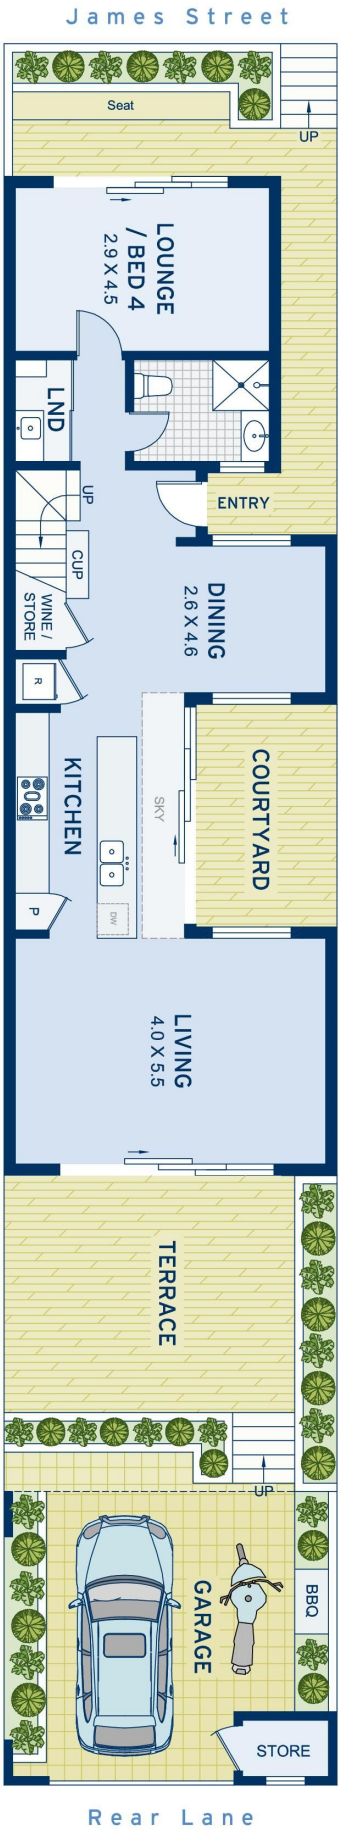 James Street
Seat
UP
LOUNGE
/ BED 4
2.9 X 4.5
LND
ENTRY
UP
CUP
DINING
2.6 X 4.6
WINE /
STORE
R
KITCHEN
SKY
COURTYARD
DW
P
LIVING
4.0 X 5.5
TERRACE
UP
GARAGE
BBQ
STORE
Rear Lane